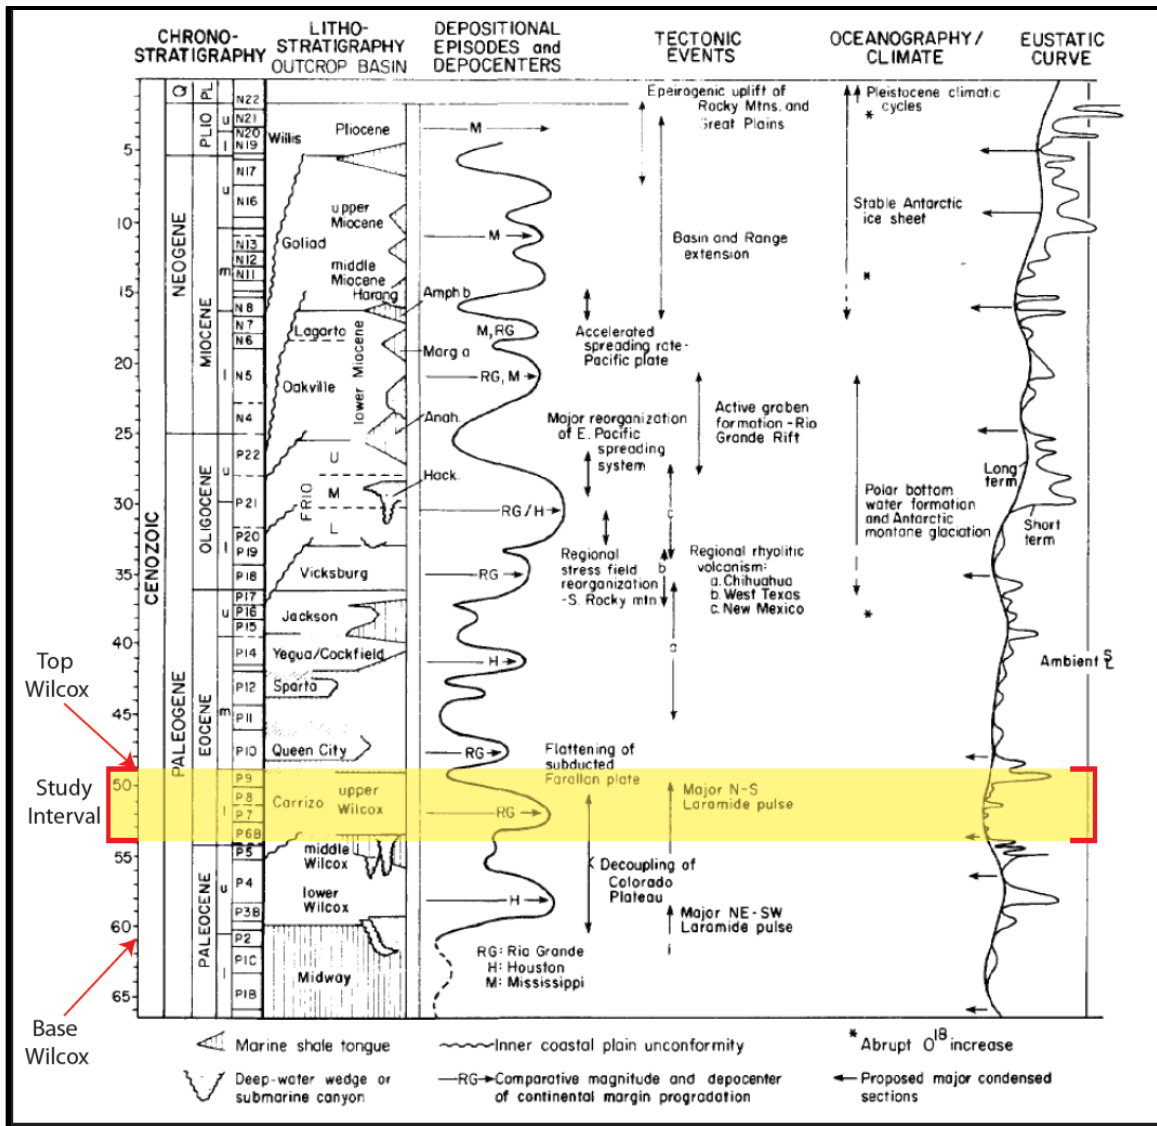 CHRONO-
STRATIGRAPHY
LITHO-
STRATIGRAPHY
OUTCROP BASIN
DEPOSITIONAL
EPISODES and
DEPOCENTERS
TECTONIC
EVENTS
OCEANOGRAPHY/
CLIMATE
EUSTATIC
CURVE
5
10
15
20
25
30
35
40
45
50
55
60
65
CENOZOIC
Q
NEOGENE
PALEOGENE
PL
PLIO
MIOCENE
OLIGOCENE
EOCENE
PALEOCENE
u
l
u
m
l
u
l
u
m
l
u
l
N22
N21
N20
N19
N17
N16
N13
N12
N11
N8
N7
N6
N5
N4
P22
P21
P20
P19
P18
P17
P16
P15
P14
P12
P11
P10
P9
P8
P7
P6B
P5
P4
P3B
P2
P1C
P1B
Willis
Pliocene
upper
Miocene
Goliad
middle
Miocene
Harang
Amph b
Lagarto
lower Miocene
Marg a
Oakville
Anah.
FRIO
U
M
L
Hack.
Vicksburg
Jackson
Yegua/Cockfield
Sparta
Queen City
Carrizo
upper
Wilcox
middle
Wilcox
lower
Wilcox
Midway
M
M
M, RG
RG, M
RG/H
RG
H
RG
RG
H
RG: Rio Grande
H: Houston
M: Mississippi
Epeirogenic uplift of
Rocky Mtns. and
Great Plains
Basin and Range
extension
Accelerated
spreading rate-
Pacific plate
Major reorganization
of E. Pacific
spreading
system
Active graben
formation-Rio
Grande Rift
Regional
stress field
reorganization
-S. Rocky mtn
c
b
a
Regional rhyolitic
volcanism:
a. Chihuahua
b. West Texas
c. New Mexico
Flattening of
subducted
Farallon plate
Major N-S
Laramide pulse
Decoupling of
Colorado
Plateau
Major NE-SW
Laramide pulse
Pleistocene climatic
cycles
*
Stable Antarctic
ice sheet
*
Polar bottom
water formation
and Antarctic
montane glaciation
*
Long
term
Short
term
Ambient SL
Top
Wilcox
Study
Interval
Base
Wilcox
Marine shale tongue
Inner coastal plain unconformity
* Abrupt O18 increase
Deep-water wedge or
submarine canyon
RG Comparative magnitude and depocenter
of continental margin progradation
Proposed major condensed
sections